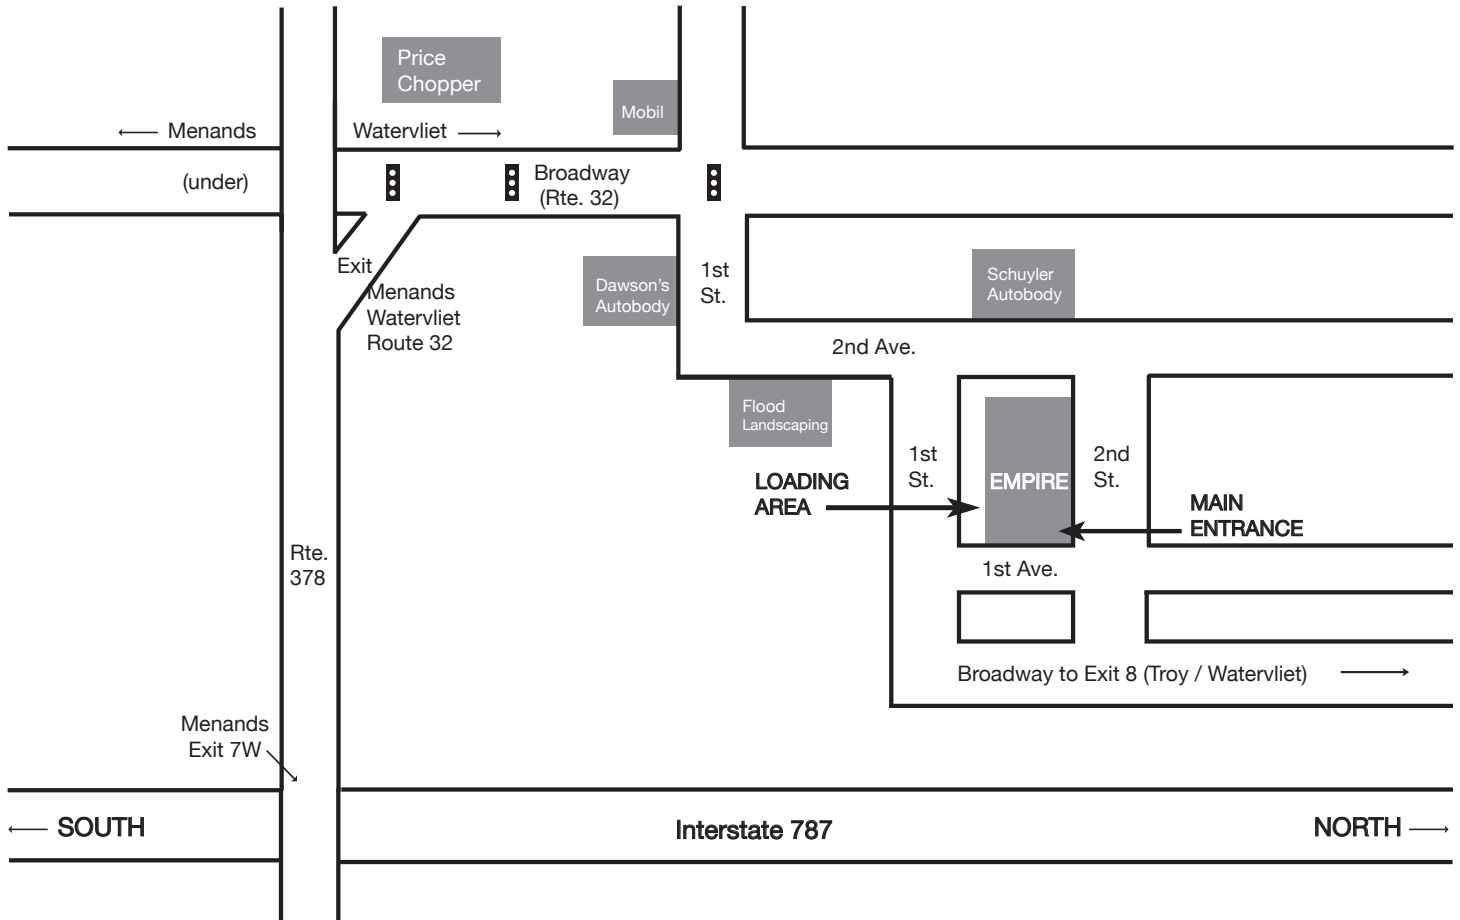 Price
Chopper
Mobil
Menands
Watervliet
(under)
Broadway
(Rte. 32)
Exit
Menands
Watervliet
Route 32
Dawson's
Autobody
1st
St.
Schuyler
Autobody
2nd Ave.
Flood
Landscaping
1st
St.
EMPIRE
2nd
St.
LOADING
AREA
MAIN
ENTRANCE
Rte.
378
1st Ave.
Broadway to Exit 8 (Troy / Watervliet)
Menands
Exit 7W
SOUTH
Interstate 787
NORTH